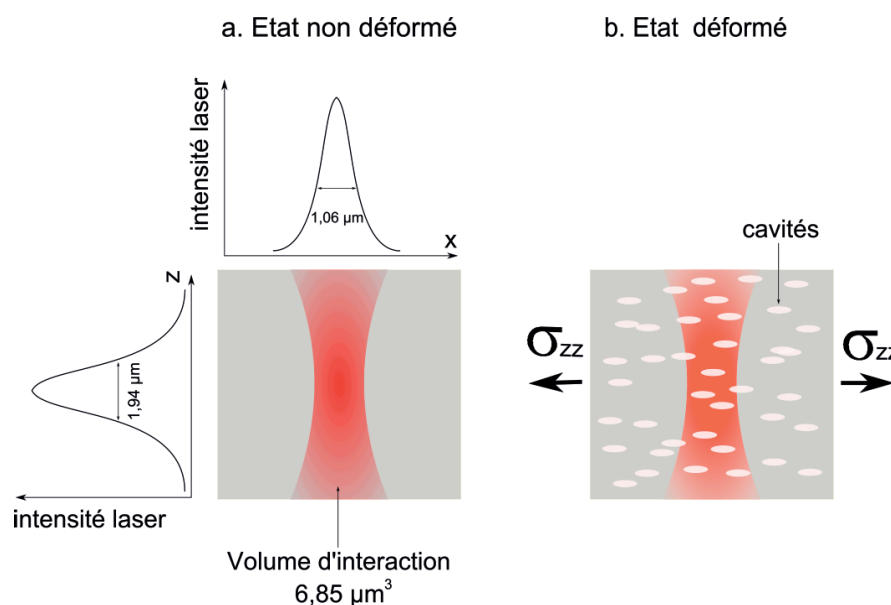 a. Etat non déformé
b. Etat  déformé
intensité laser
1,06 µm
x
z
1,94 µm
intensité laser
Volume d'interaction
6,85 µm³
cavités
σzz
σzz